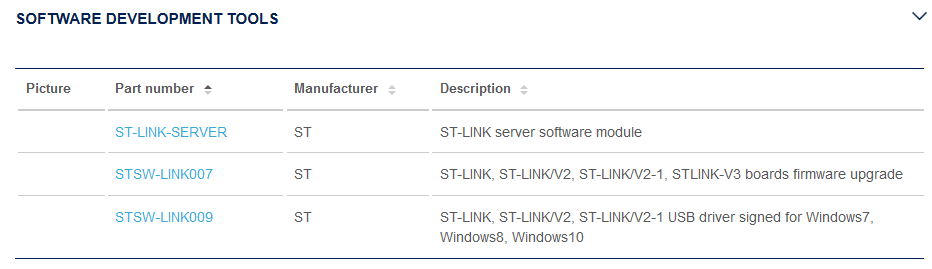 SOFTWARE DEVELOPMENT TOOLS
Picture Part number Manufacturer Description
ST-LINK-SERVER ST ST-LINK server software module
STSW-LINK007 ST ST-LINK, ST-LINK/V2, ST-LINK/V2-1, STLINK-V3 boards firmware upgrade
STSW-LINK009 ST ST-LINK, ST-LINK/V2, ST-LINK/V2-1 USB driver signed for Windows7,
Windows8, Windows10